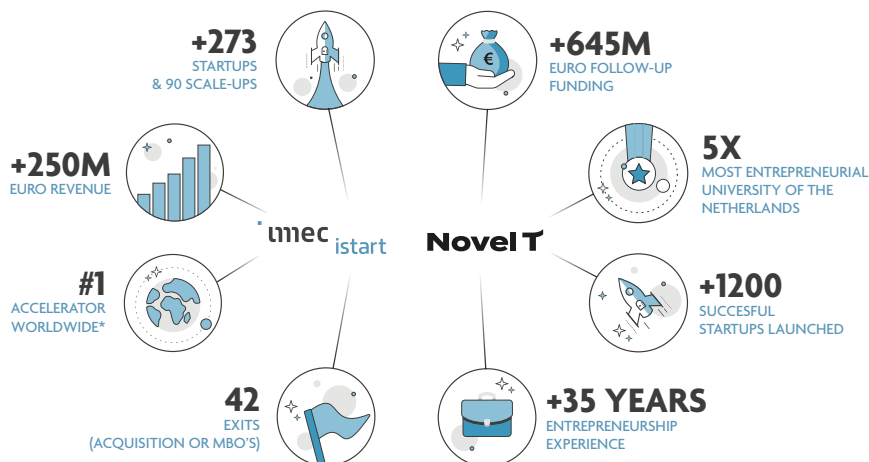 +273
STARTUPS
& 90 SCALE-UPS
+645M
EURO FOLLOW-UP
FUNDING
€
+250M
EURO REVENUE
5X
MOST ENTREPRENEURIAL
UNIVERSITY OF THE
NETHERLANDS
imec
istart
Novel T
#1
ACCELERATOR
WORLDWIDE*
+1200
SUCCESFUL
STARTUPS LAUNCHED
42
EXITS
(ACQUISITION OR MBO'S)
+35 YEARS
ENTREPRENEURSHIP
EXPERIENCE